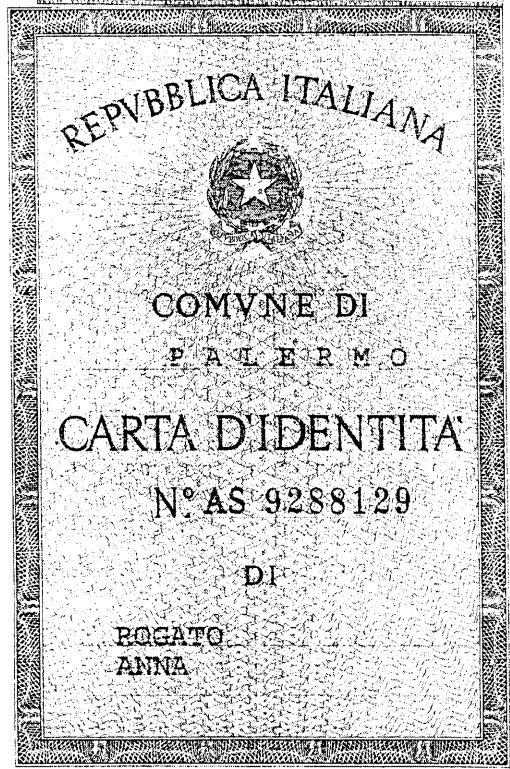 REPVBBLICA ITALIANA
COMVNE DI
PALERMO
CARTA D'IDENTITA'
N° AS 9288129
DI
ROGATO
ANNA